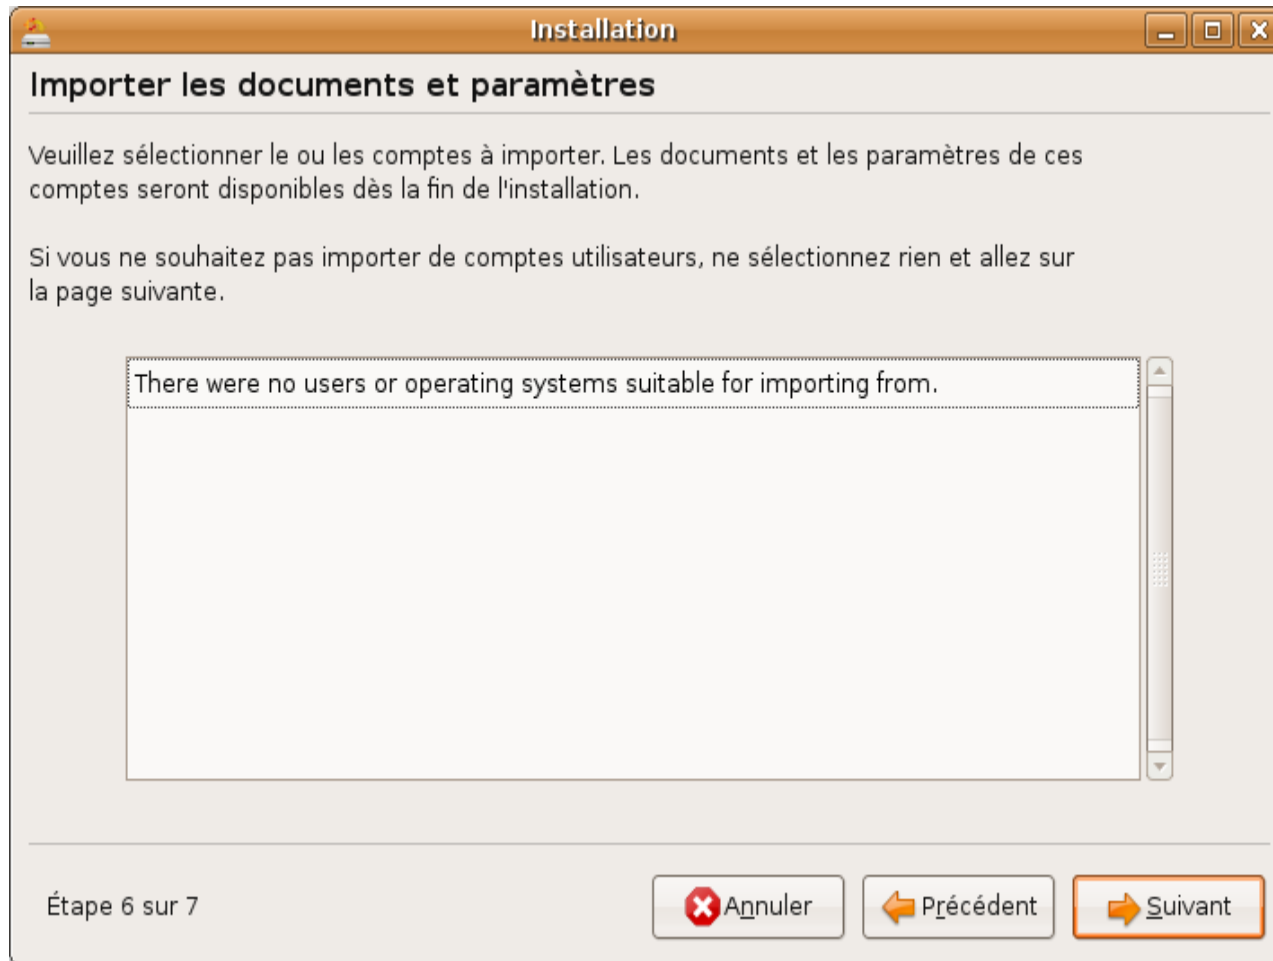 Installation
Importer les documents et paramètres
Veuillez sélectionner le ou les comptes à importer. Les documents et les paramètres de ces
comptes seront disponibles dès la fin de l'installation.
Si vous ne souhaitez pas importer de comptes utilisateurs, ne sélectionnez rien et allez sur
la page suivante.
There were no users or operating systems suitable for importing from.
Étape 6 sur 7
Annuler
Précédent
Suivant